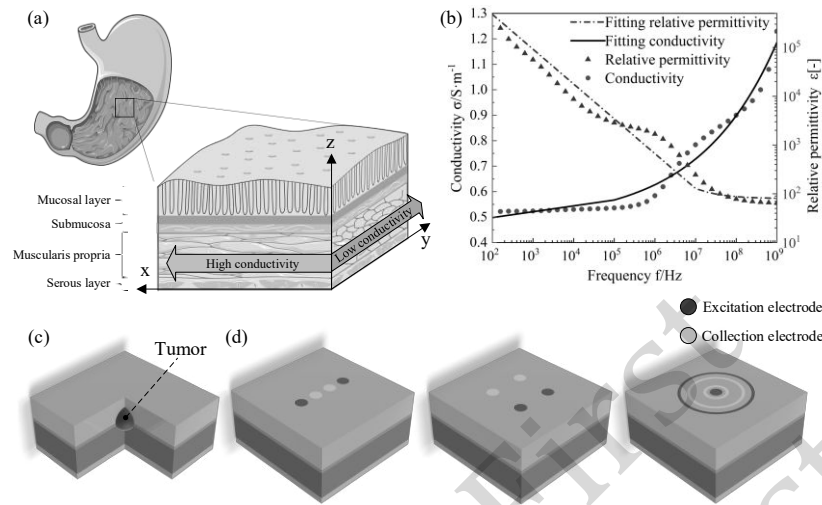 (a)
Mucosal layer
Submucosa
Muscularis propria
Serous layer
x
y
z
High conductivity
Low conductivity
(b)
Conductivity σ/S·m⁻¹
1.3
1.2
1.1
1.0
0.9
0.8
0.7
0.6
0.5
0.4
Fitting relative permittivity
Fitting conductivity
Relative permittivity
Conductivity
10⁵
10⁴
10³
10²
10¹
Relative permittivity ε[-]
10² 10³ 10⁴ 10⁵ 10⁶ 10⁷ 10⁸ 10⁹
Frequency f/Hz
Excitation electrode
Collection electrode
(c)
Tumor
(d)
First